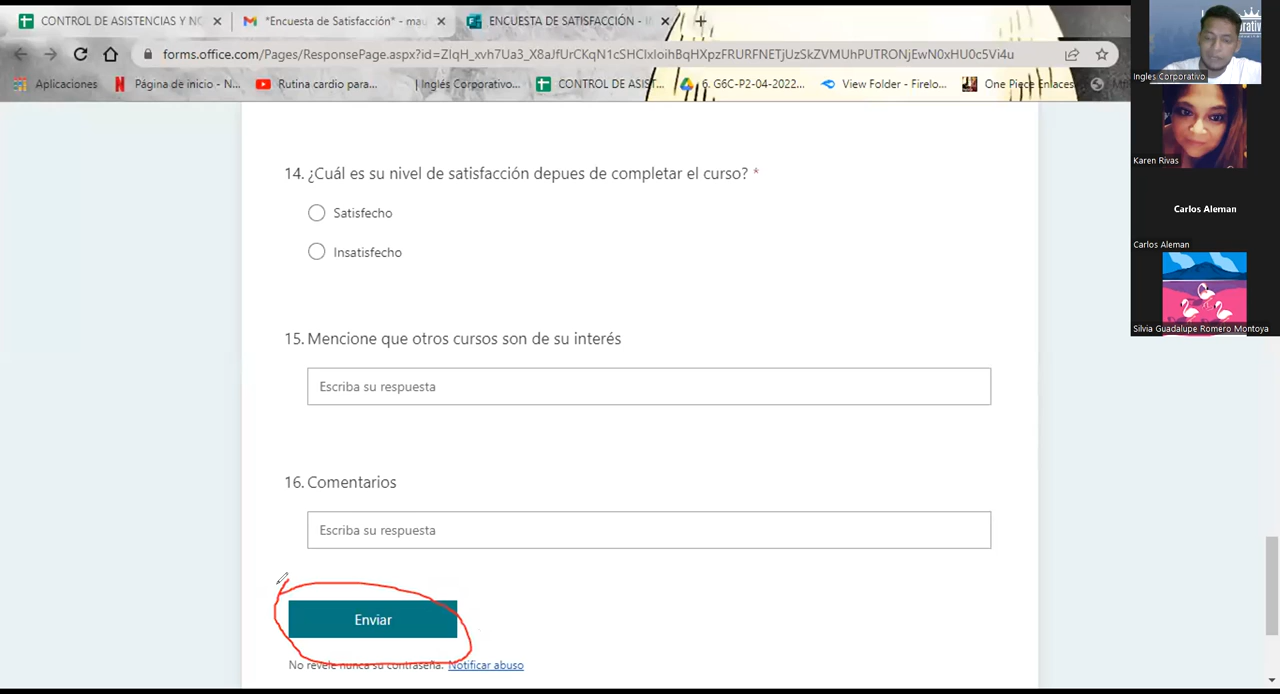 CONTROL DE ASISTENCIAS Y NO
*Encuesta de Satisfacción* - mau
ENCUESTA DE SATISFACCIÓN - I
forms.office.com/Pages/ResponsePage.aspx?id=ZIqH_xvh7Ua3_X8aJfUrCKqN1cSHCIxIoihBqHXpzFRURFNETjUzSkZVMUhPUTRONjEwN0xHU0c5Vi4u
Aplicaciones
Página de inicio - N...
Rutina cardio para...
| Inglés Corporativo...
CONTROL DE ASIST...
6. G6C-P2-04-2022...
View Folder - Firelo...
One Piece Enlaces
14. ¿Cuál es su nivel de satisfacción depues de completar el curso? *
Satisfecho
Insatisfecho
15. Mencione que otros cursos son de su interés
Escriba su respuesta
16. Comentarios
Escriba su respuesta
Enviar
No revele nunca su contraseña. Notificar abuso
Ingles Corporativo
Karen Rivas
Carlos Aleman
Carlos Aleman
Silvia Guadalupe Romero Montoya